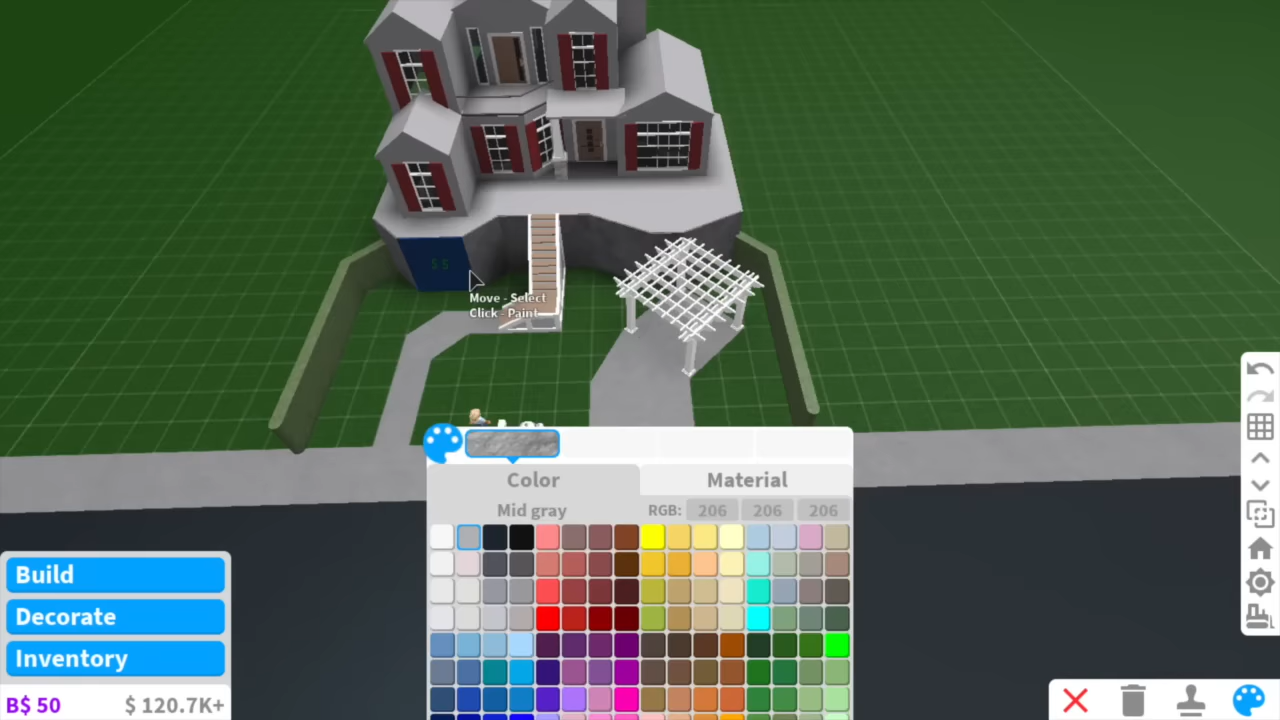 $ $
Move - Select
Click - Paint
Color
Material
Mid gray
RGB: 206 206 206
Build
Decorate
Inventory
B$ 50
$ 120.7K+